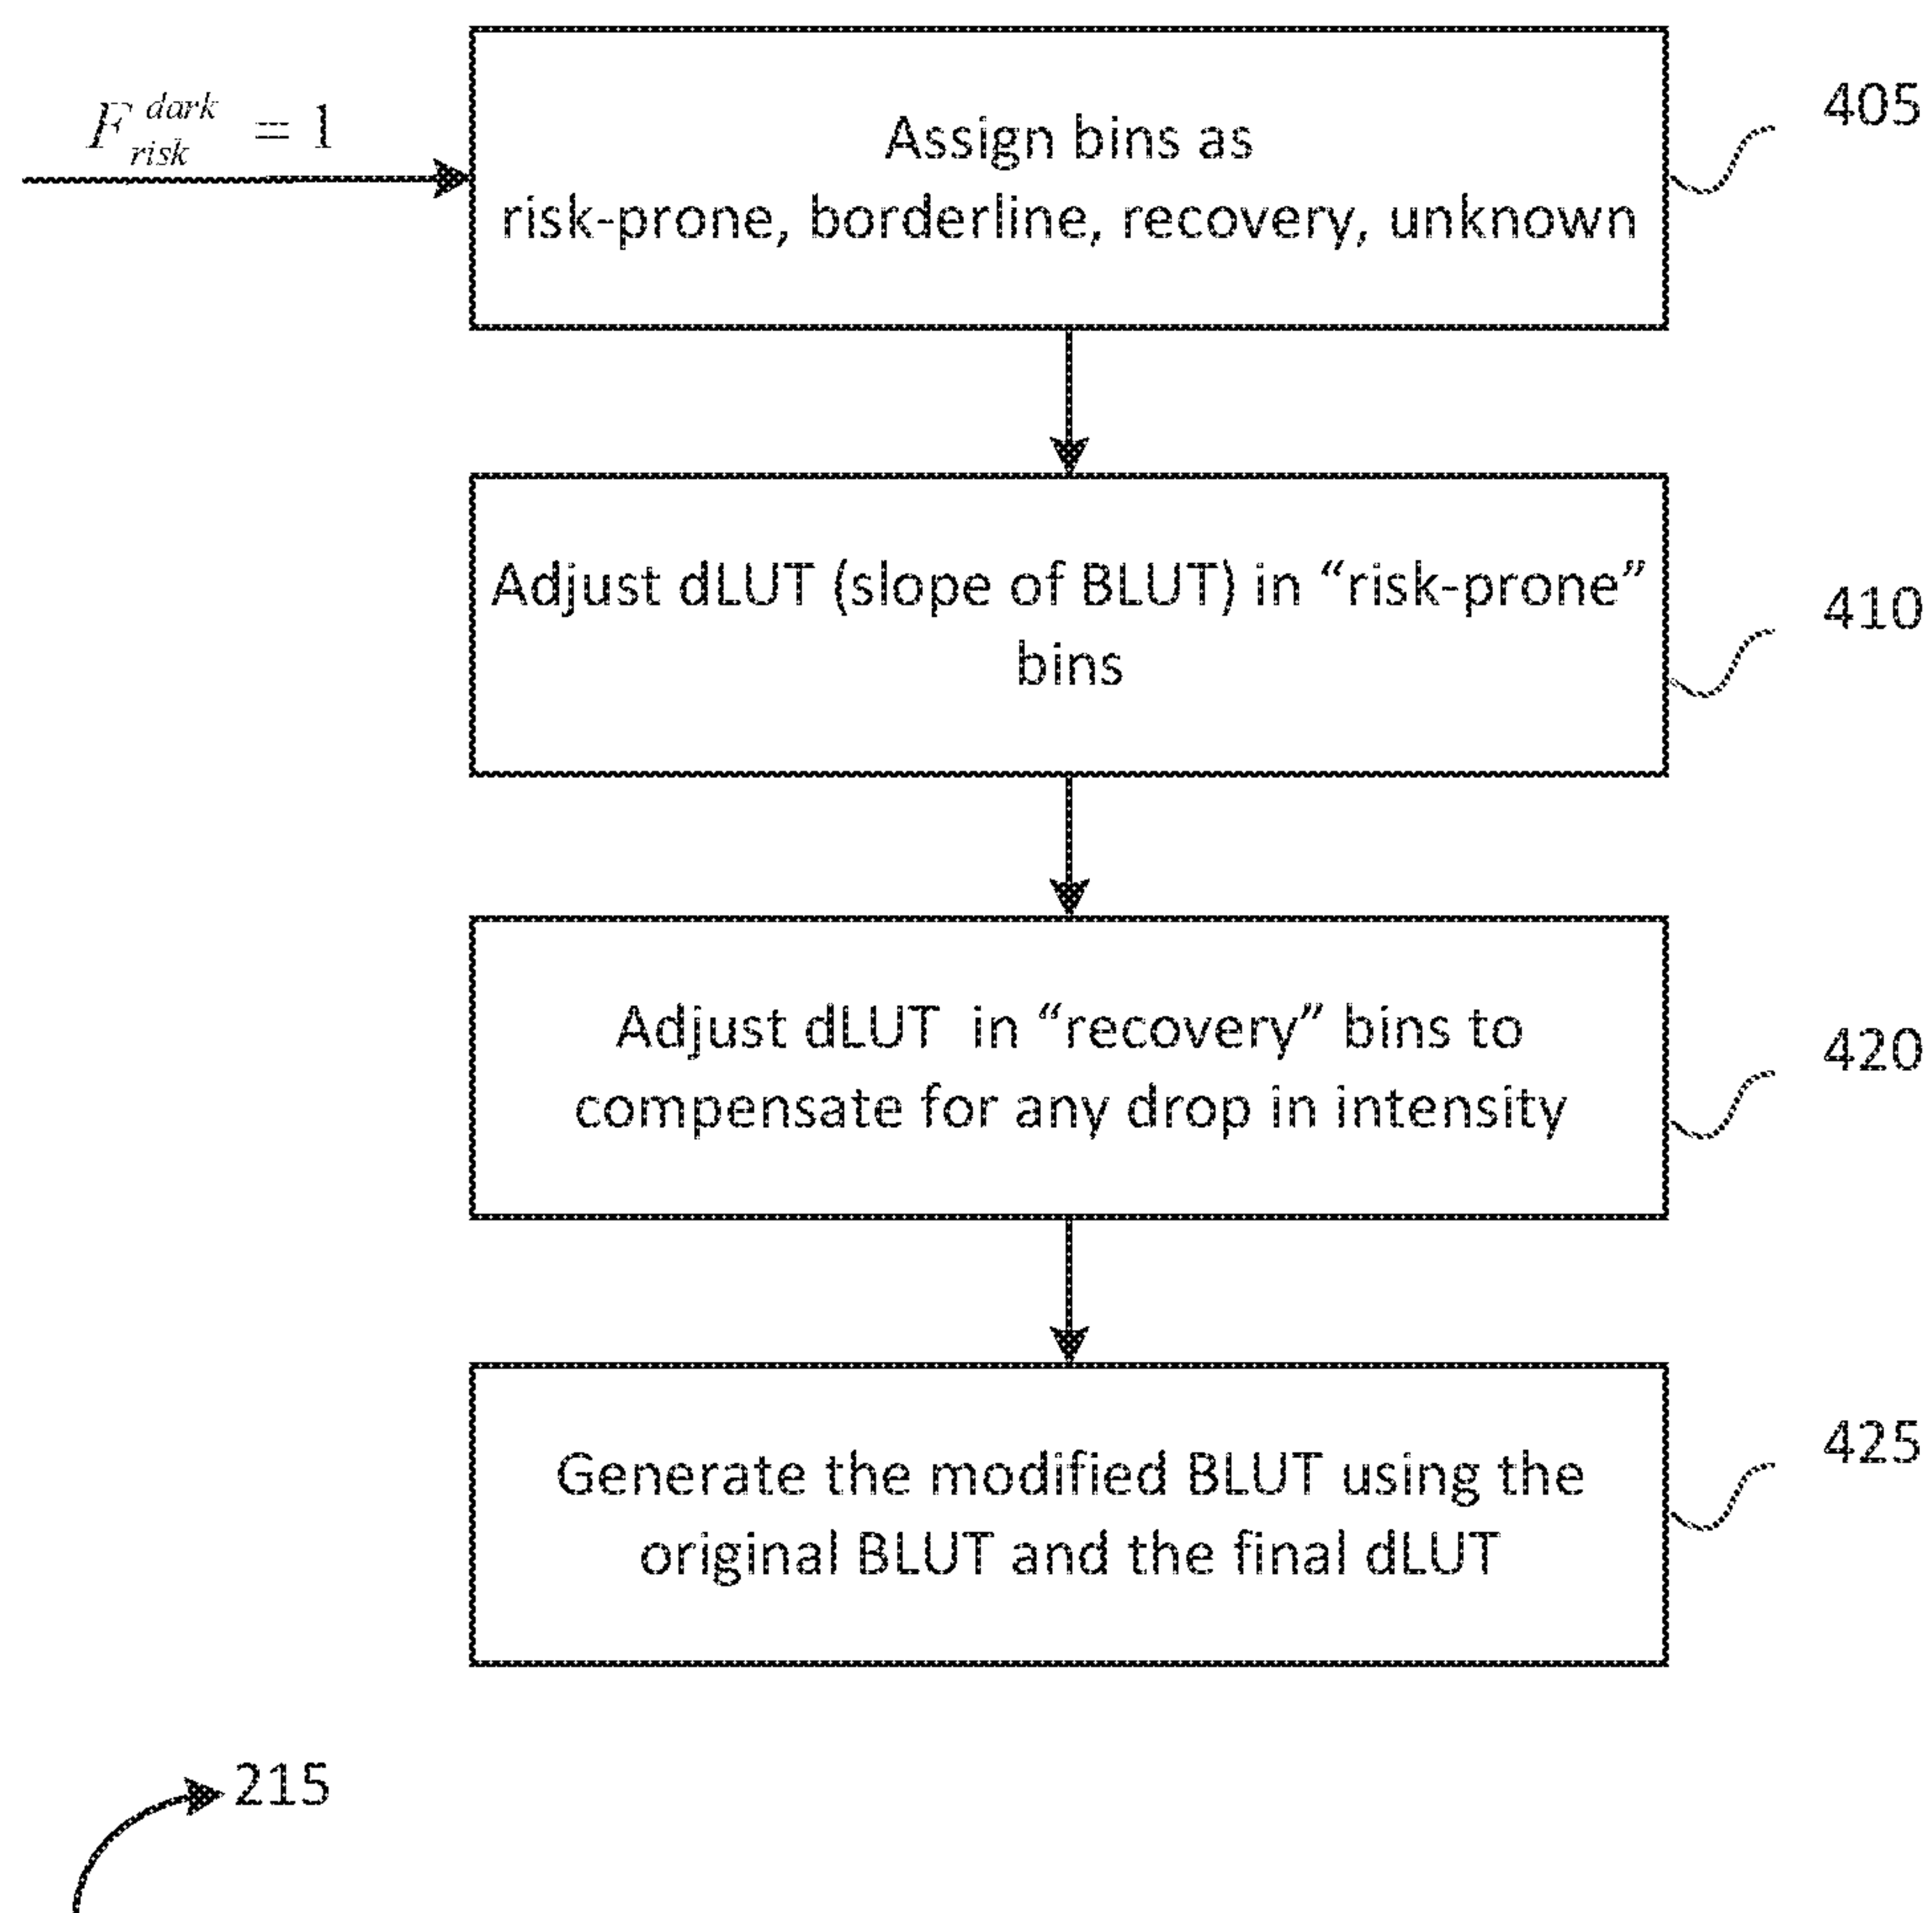 F dark risk = 1
405
Assign bins as
risk-prone, borderline, recovery, unknown
Adjust dLUT (slope of BLUT) in “risk-prone”
bins
410
Adjust dLUT in “recovery” bins to
compensate for any drop in intensity
420
Generate the modified BLUT using the
original BLUT and the final dLUT
425
215